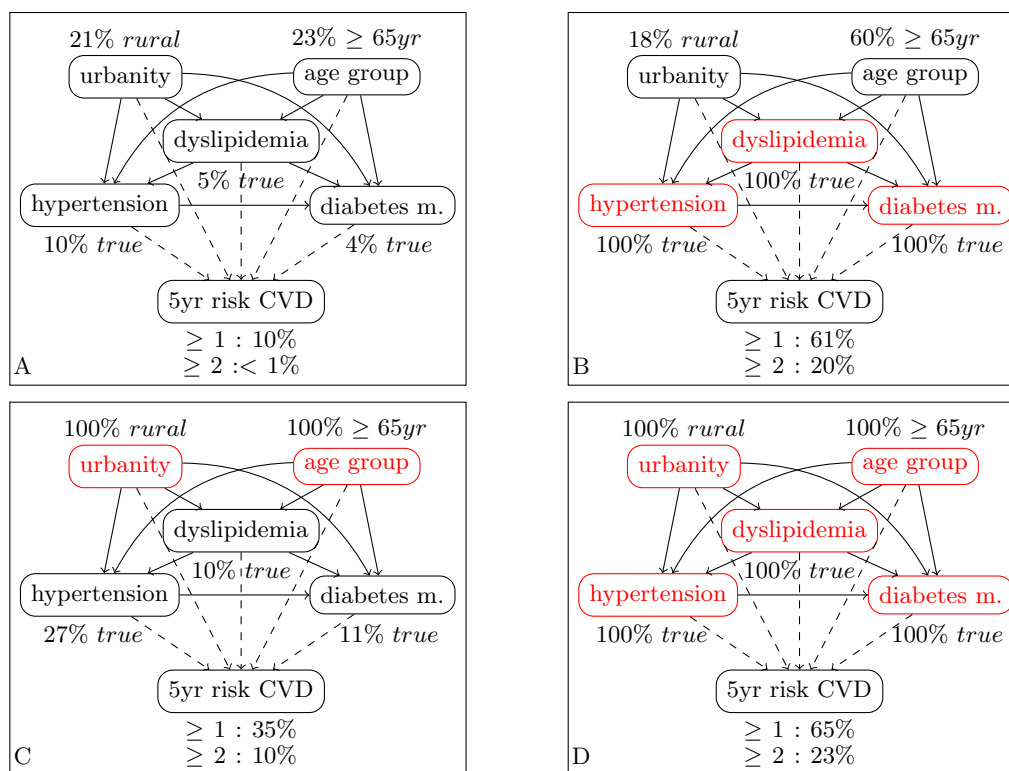 21% rural 23% ≥ 65yr
urbanity age group
dyslipidemia
5% true
hypertension diabetes m.
10% true 4% true
5yr risk CVD
≥ 1 : 10%
≥ 2 :< 1%
A
18% rural 60% ≥ 65yr
urbanity age group
dyslipidemia
100% true
hypertension diabetes m.
100% true 100% true
5yr risk CVD
≥ 1 : 61%
≥ 2 : 20%
B
100% rural 100% ≥ 65yr
urbanity age group
dyslipidemia
10% true
hypertension diabetes m.
27% true 11% true
5yr risk CVD
≥ 1 : 35%
≥ 2 : 10%
C
100% rural 100% ≥ 65yr
urbanity age group
dyslipidemia
100% true
hypertension diabetes m.
100% true 100% true
5yr risk CVD
≥ 1 : 65%
≥ 2 : 23%
D